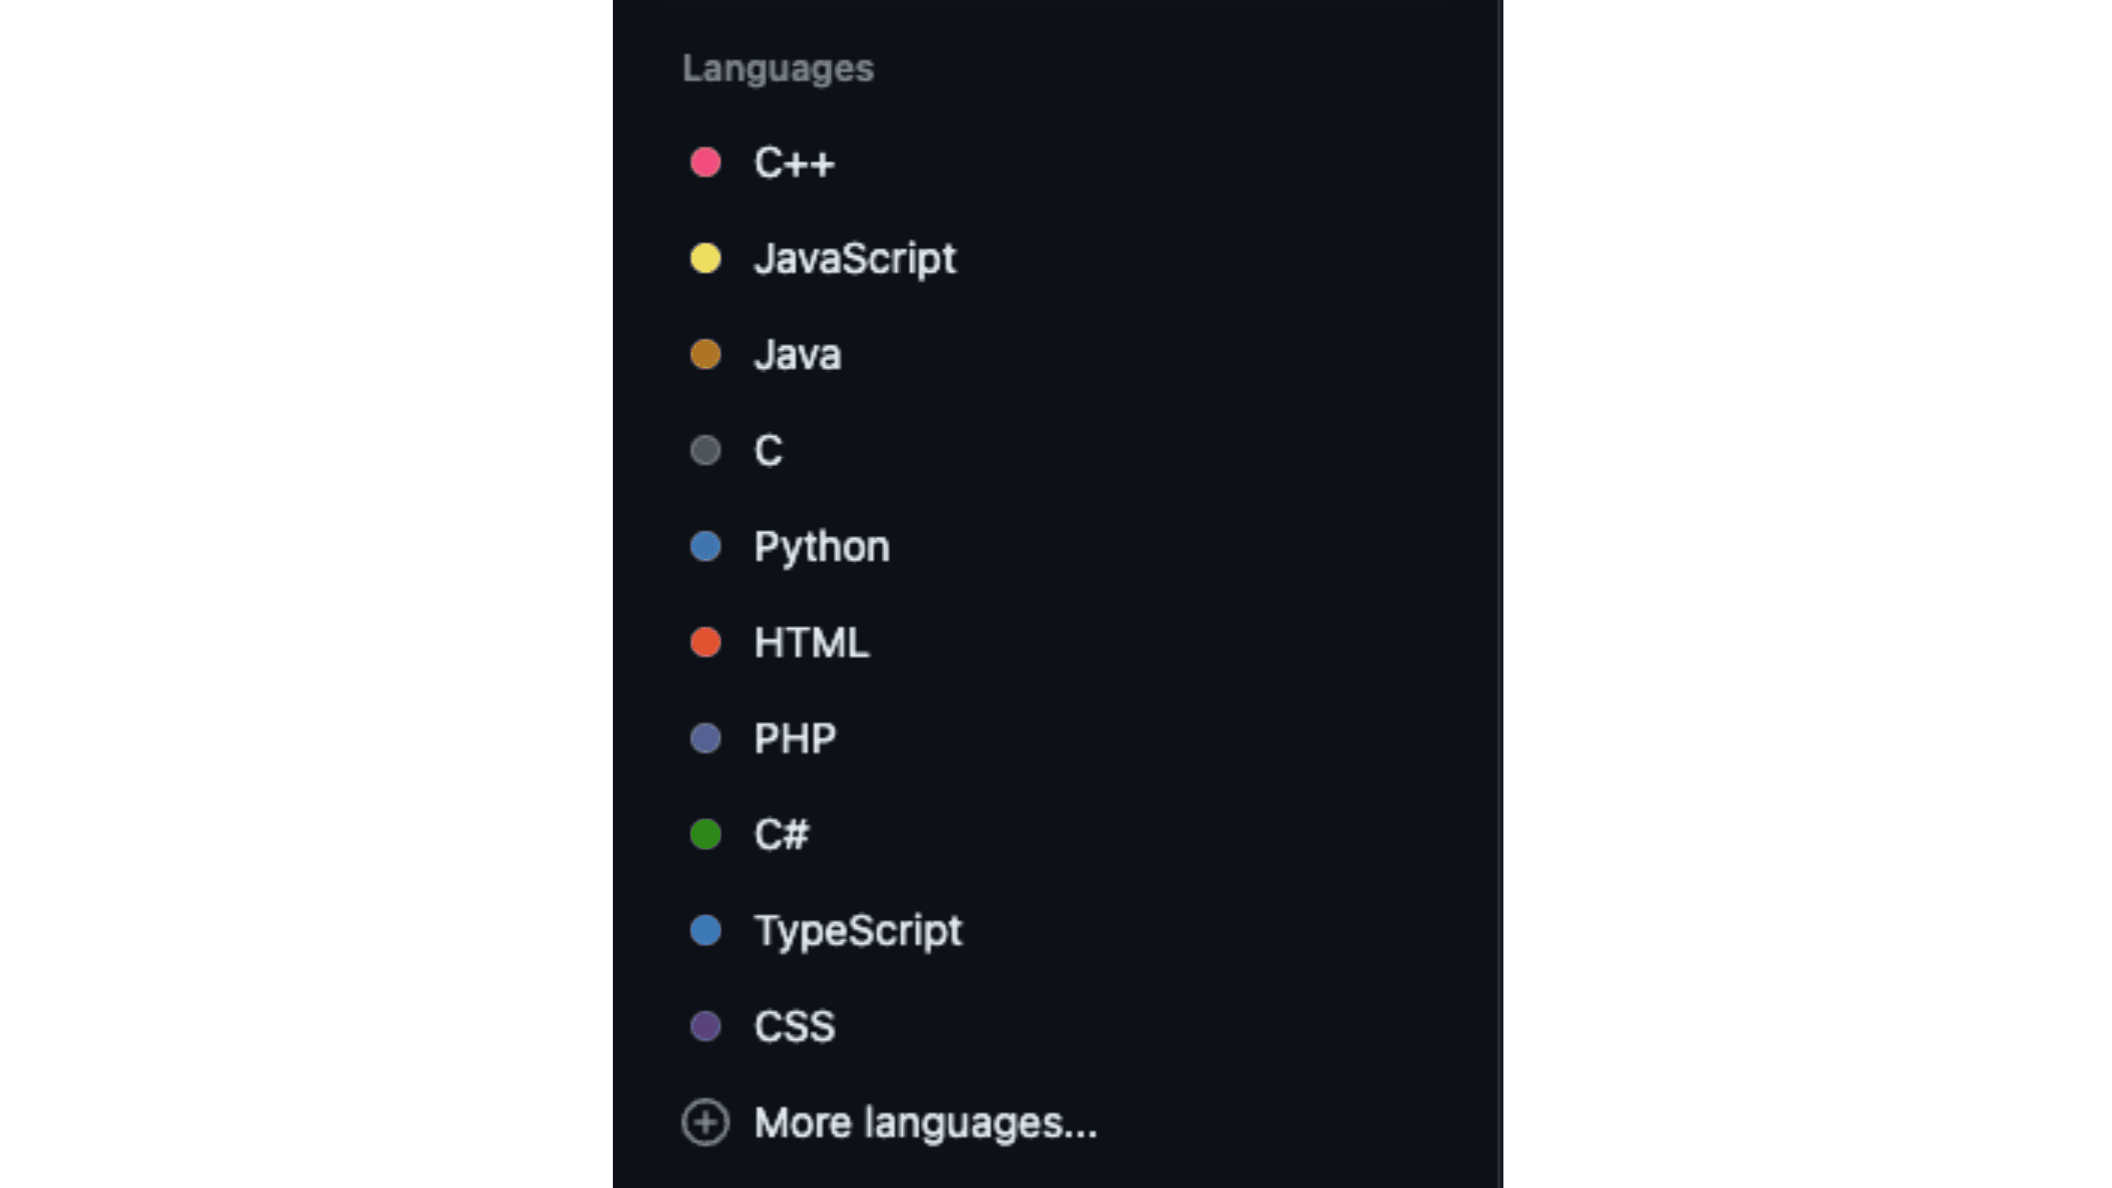 Languages
C++
JavaScript
Java
C
Python
HTML
PHP
C#
TypeScript
CSS
More languages...